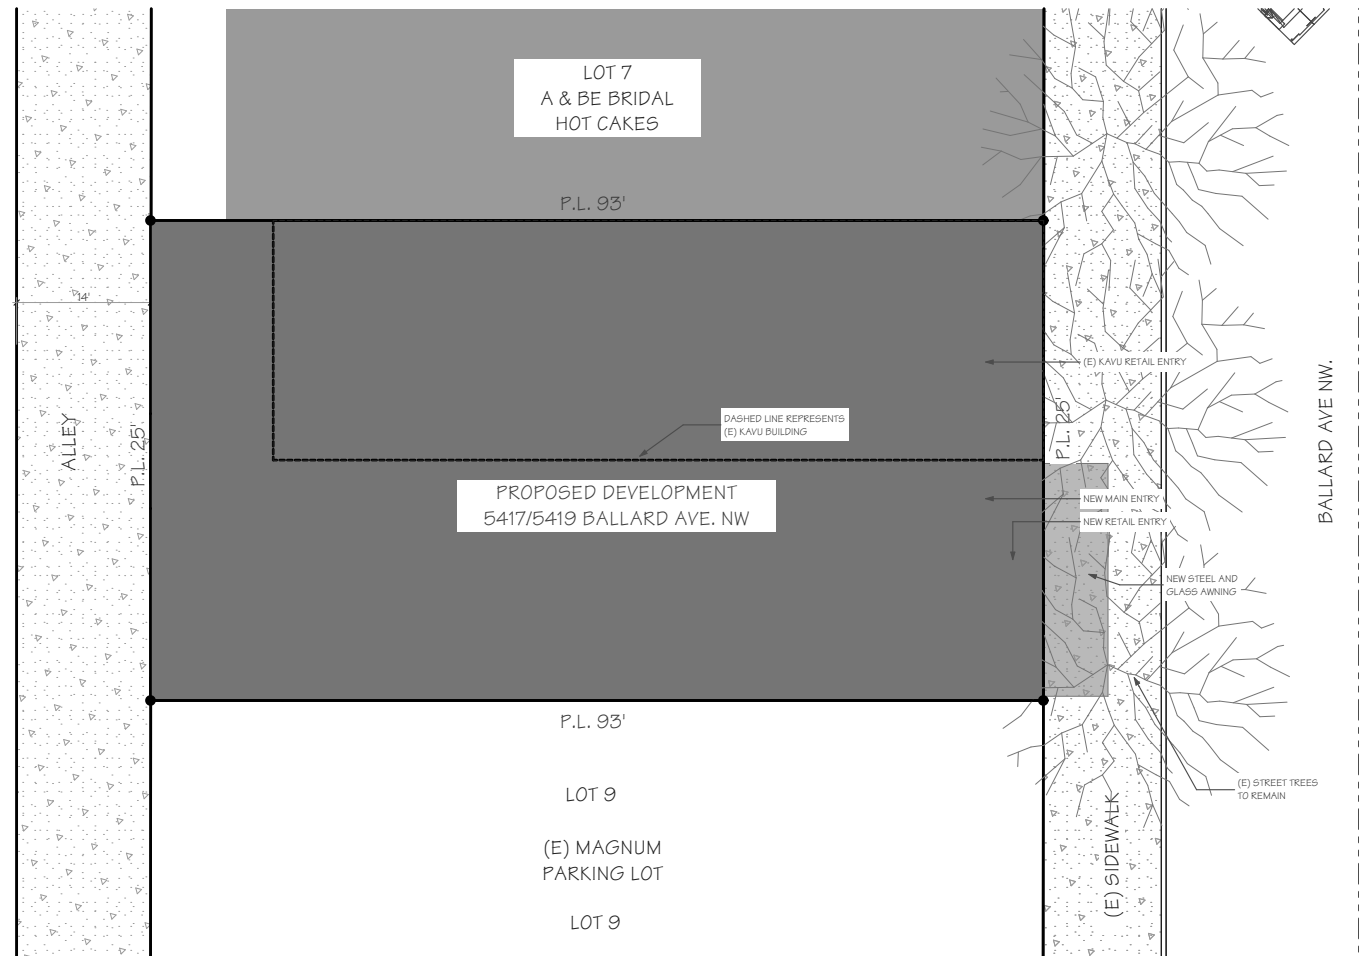 LOT 7
A & BE BRIDAL
HOT CAKES
P.L. 93'
14'
ALLEY
P.L. 25'
(E) KAVU RETAIL ENTRY
P.L. 25'
BALLARD AVE NW.
DASHED LINE REPRESENTS
(E) KAVU BUILDING
PROPOSED DEVELOPMENT
5417/5419 BALLARD AVE. NW
NEW MAIN ENTRY
NEW RETAIL ENTRY
NEW STEEL AND
GLASS AWNING
P.L. 93'
(E) STREET TREES
TO REMAIN
(E) SIDEWALK
LOT 9
(E) MAGNUM
PARKING LOT
LOT 9